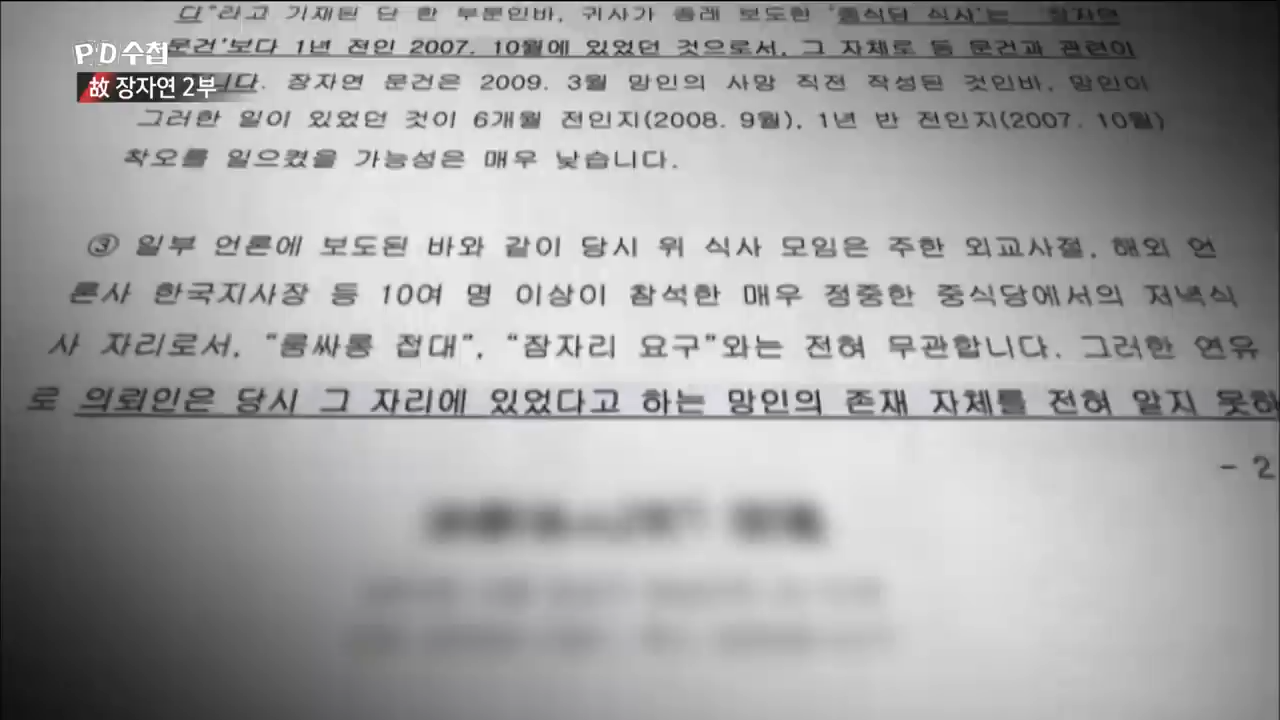 다"라고 기재된 단 한 부분인바, 귀사가 종래 보도한 '중식당 식사'는 '장자연
문건'보다 1년 전인 2007. 10월에 있었던 것으로서, 그 자체로 동 문건과 관련이
니다. 장자연 문건은 2009. 3월 망인의 사망 직전 작성된 것인바, 망인이
그러한 일이 있었던 것이 6개월 전인지(2008. 9월), 1년 반 전인지(2007. 10월)
착오를 일으켰을 가능성은 매우 낮습니다.
③ 일부 언론에 보도된 바와 같이 당시 위 식사 모임은 주한 외교사절, 해외 언
론사 한국지사장 등 10여 명 이상이 참석한 매우 정중한 중식당에서의 저녁식
사 자리로서, "룸싸롱 접대", "잠자리 요구"와는 전혀 무관합니다. 그러한 연유
로 의뢰인은 당시 그 자리에 있었다고 하는 망인의 존재 자체를 전혀 알지 못하
- 2
PD수첩
故 장자연 2부